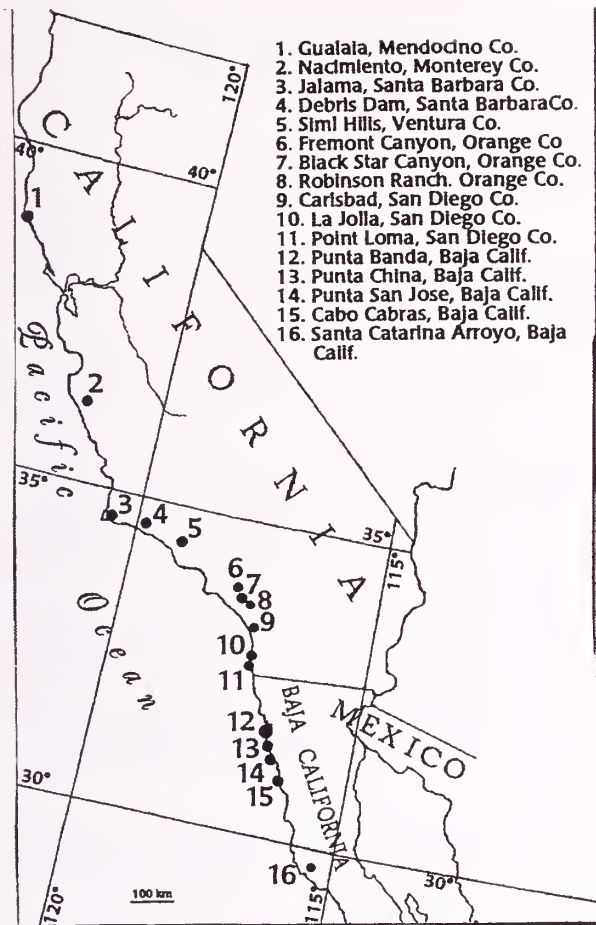 1. Gualala, Mendocino Co.
2. Nacimiento, Monterey Co.
3. Jalama, Santa Barbara Co.
4. Debris Dam, Santa BarbaraCo.
5. Simi Hills, Ventura Co.
6. Fremont Canyon, Orange Co
7. Black Star Canyon, Orange Co.
8. Robinson Ranch. Orange Co.
9. Carlsbad, San Diego Co.
10. La Jolla, San Diego Co.
11. Point Loma, San Diego Co.
12. Punta Banda, Baja Calif.
13. Punta China, Baja Calif.
14. Punta San Jose, Baja Calif.
15. Cabo Cabras, Baja Calif.
16. Santa Catarina Arroyo, Baja
Calif.
120°
40°
40°
CALIFORNIA
1
Pacific
Ocean
2
35°
3
4
5
35°
115°
6
7
8
9
10
11
BAJA CALIFORNIA
MEXICO
12
13
14
15
30°
16
30°
100 km
120°
115°